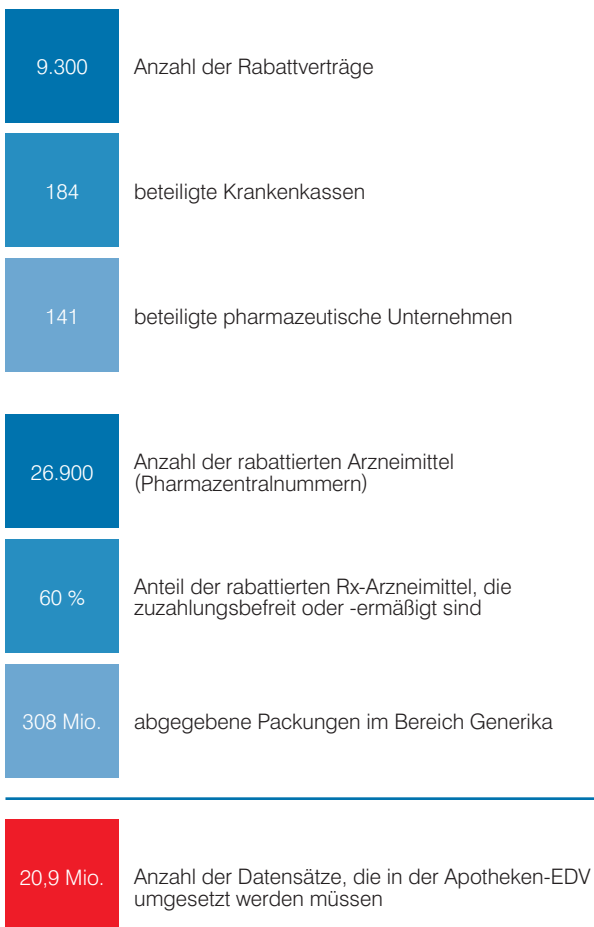 9.300
Anzahl der Rabattverträge
184
beteiligte Krankenkassen
141
beteiligte pharmazeutische Unternehmen
26.900
Anzahl der rabattierten Arzneimittel
(Pharmazentralnummern)
60 %
Anteil der rabattierten Rx-Arzneimittel, die
zuzahlungsbefreit oder -ermäßigt sind
308 Mio.
abgegebene Packungen im Bereich Generika
20,9 Mio.
Anzahl der Datensätze, die in der Apotheken-EDV
umgesetzt werden müssen